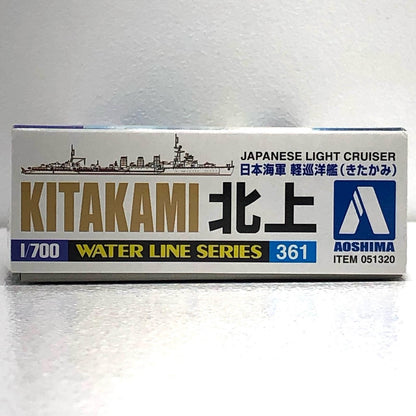 JAPANESE LIGHT CRUISER
日本海軍 軽巡洋艦（きたかみ）
KITAKAMI 北上
1/700 WATER LINE SERIES 361
AOSHIMA
ITEM 051320